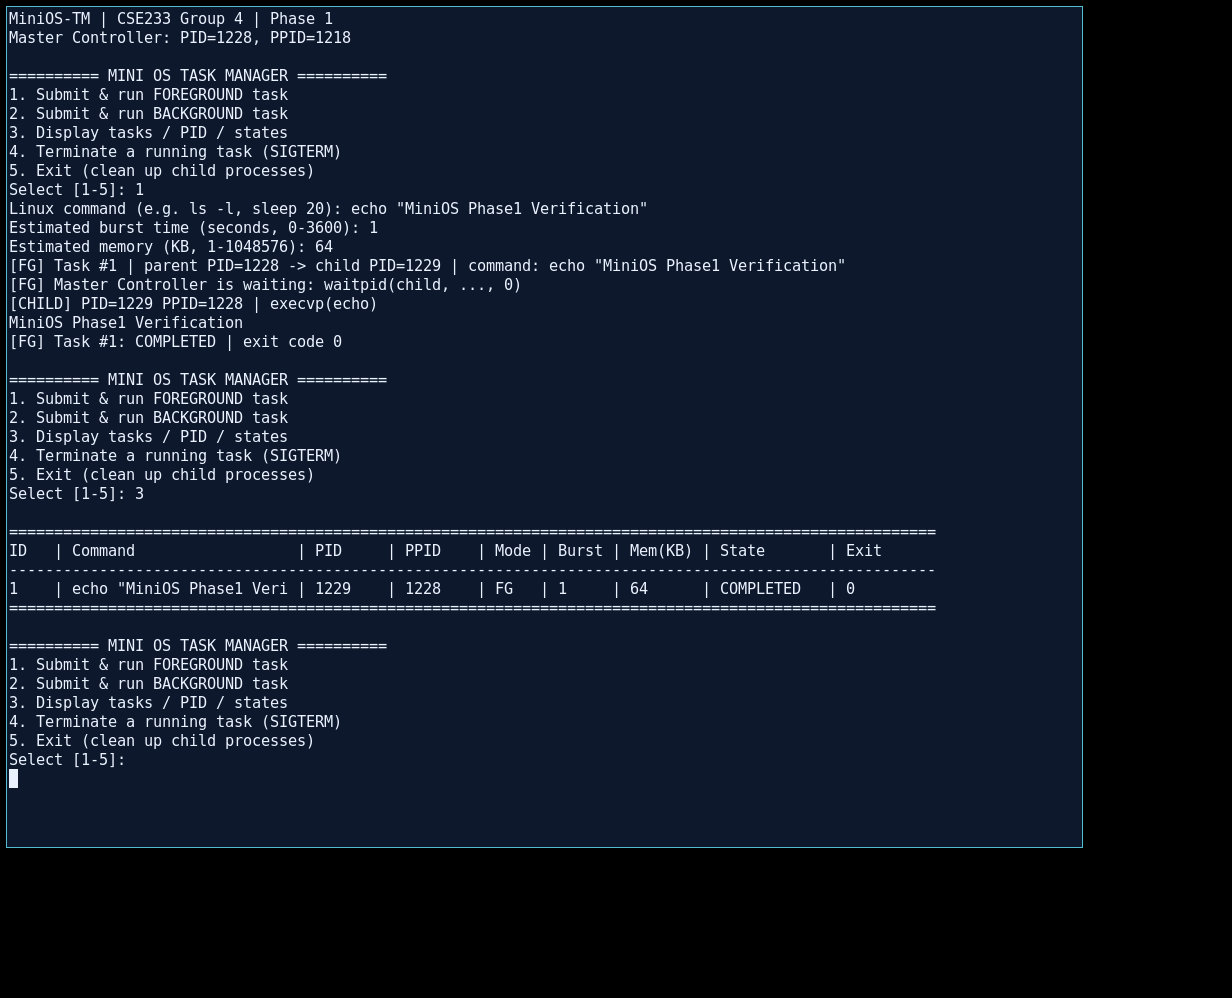 MiniOS-TM | CSE233 Group 4 | Phase 1
Master Controller: PID=1228, PPID=1218
========== MINI OS TASK MANAGER ==========
1. Submit & run FOREGROUND task
2. Submit & run BACKGROUND task
3. Display tasks / PID / states
4. Terminate a running task (SIGTERM)
5. Exit (clean up child processes)
Select [1-5]: 1
Linux command (e.g. ls -l, sleep 20): echo "MiniOS Phase1 Verification"
Estimated burst time (seconds, 0-3600): 1
Estimated memory (KB, 1-1048576): 64
[FG] Task #1 | parent PID=1228 -> child PID=1229 | command: echo "MiniOS Phase1 Verification"
[FG] Master Controller is waiting: waitpid(child, ..., 0)
[CHILD] PID=1229 PPID=1228 | execvp(echo)
MiniOS Phase1 Verification
[FG] Task #1: COMPLETED | exit code 0
========== MINI OS TASK MANAGER ==========
1. Submit & run FOREGROUND task
2. Submit & run BACKGROUND task
3. Display tasks / PID / states
4. Terminate a running task (SIGTERM)
5. Exit (clean up child processes)
Select [1-5]: 3
=======================================================================================================
ID   | Command                  | PID     | PPID    | Mode | Burst | Mem(KB) | State       | Exit
-------------------------------------------------------------------------------------------------------
1    | echo "MiniOS Phase1 Veri | 1229    | 1228    | FG   | 1     | 64      | COMPLETED   | 0
=======================================================================================================
========== MINI OS TASK MANAGER ==========
1. Submit & run FOREGROUND task
2. Submit & run BACKGROUND task
3. Display tasks / PID / states
4. Terminate a running task (SIGTERM)
5. Exit (clean up child processes)
Select [1-5]: